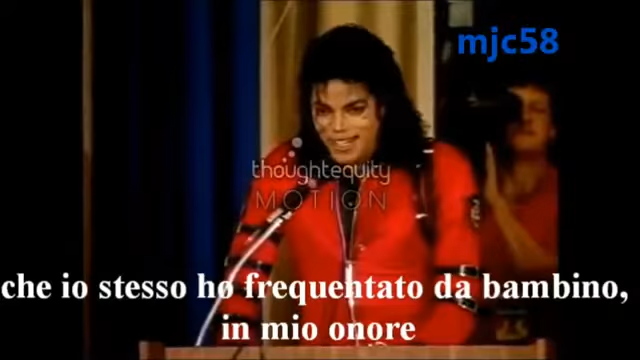 mjc58
thoughtequity
MOTION
che io stesso ho frequentato da bambino,
in mio onore